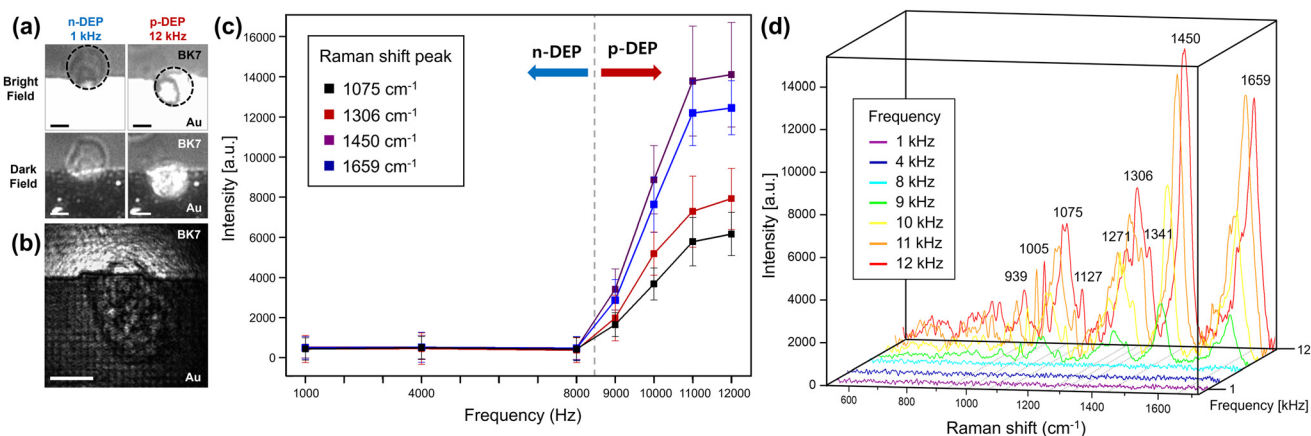 (a)
n-DEP
1 kHz
p-DEP
12 kHz
Bright
Field
BK7
Au
Dark
Field
BK7
BK7
Au
Au
(b)
BK7
Au
(c)
Intensity [a.u.]
16000
14000
12000
10000
8000
6000
4000
2000
0
Raman shift peak
1075 cm⁻¹
1306 cm⁻¹
1450 cm⁻¹
1659 cm⁻¹
n-DEP
p-DEP
1000
4000
8000
9000
10000
11000
12000
Frequency (Hz)
(d)
Intensity [a.u.]
14000
12000
10000
8000
6000
4000
2000
0
Frequency
1 kHz
4 kHz
8 kHz
9 kHz
10 kHz
11 kHz
12 kHz
939
1005
1075
1127
1271
1306
1341
1450
1659
600
800
1000
1200
1400
1600
Raman shift (cm⁻¹)
12
1
Frequency [kHz]